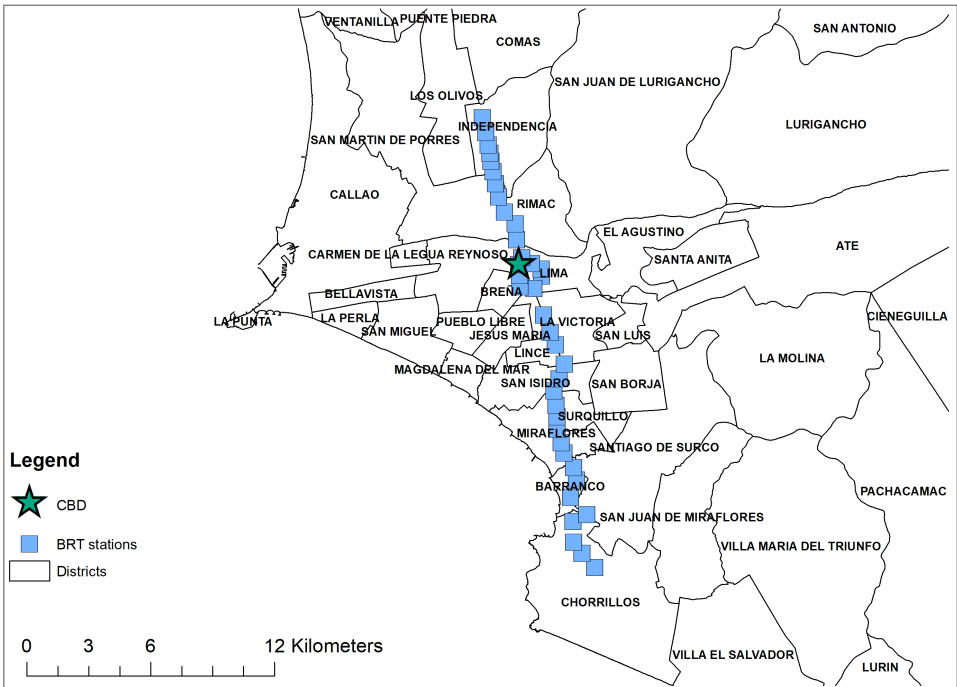 VENTANILLA
PUENTE PIEDRA
SAN ANTONIO
COMAS
SAN JUAN DE LURIGANCHO
LOS OLIVOS
LURIGANCHO
INDEPENDENCIA
SAN MARTIN DE PORRES
CALLAO
RIMAC
EL AGUSTINO
ATE
CARMEN DE LA LEGUA REYNOSO
SANTA ANITA
LIMA
BREÑA
BELLAVISTA
CIENEGUILLA
LA PUNTA
LA PERLA
PUEBLO LIBRE
LA VICTORIA
SAN MIGUEL
JESUS MARIA
SAN LUIS
LINCE
LA MOLINA
MAGDALENA DEL MAR
SAN ISIDRO
SAN BORJA
SURQUILLO
MIRAFLORES
SANTIAGO DE SURCO
BARRANCO
PACHACAMAC
SAN JUAN DE MIRAFLORES
VILLA MARIA DEL TRIUNFO
CHORRILLOS
VILLA EL SALVADOR
LURIN
Legend
CBD
BRT stations
Districts
0 3 6 12 Kilometers